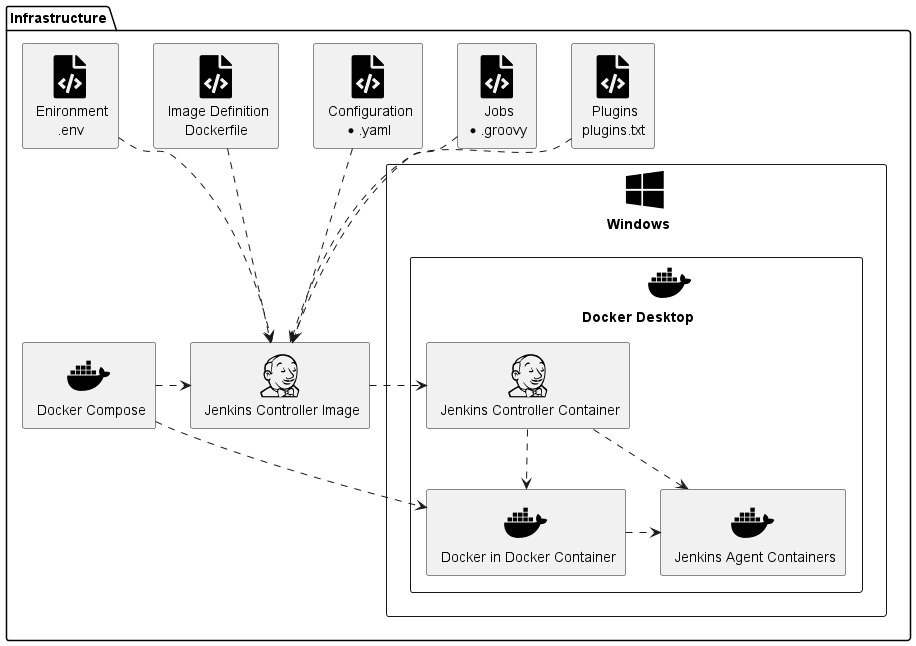 Infrastructure
Enironment
.env
Image Definition
Dockerfile
Configuration
• .yaml
Jobs
• .groovy
Plugins
plugins.txt
Windows
Docker Desktop
Docker Compose
Jenkins Controller Image
Jenkins Controller Container
Docker in Docker Container
Jenkins Agent Containers